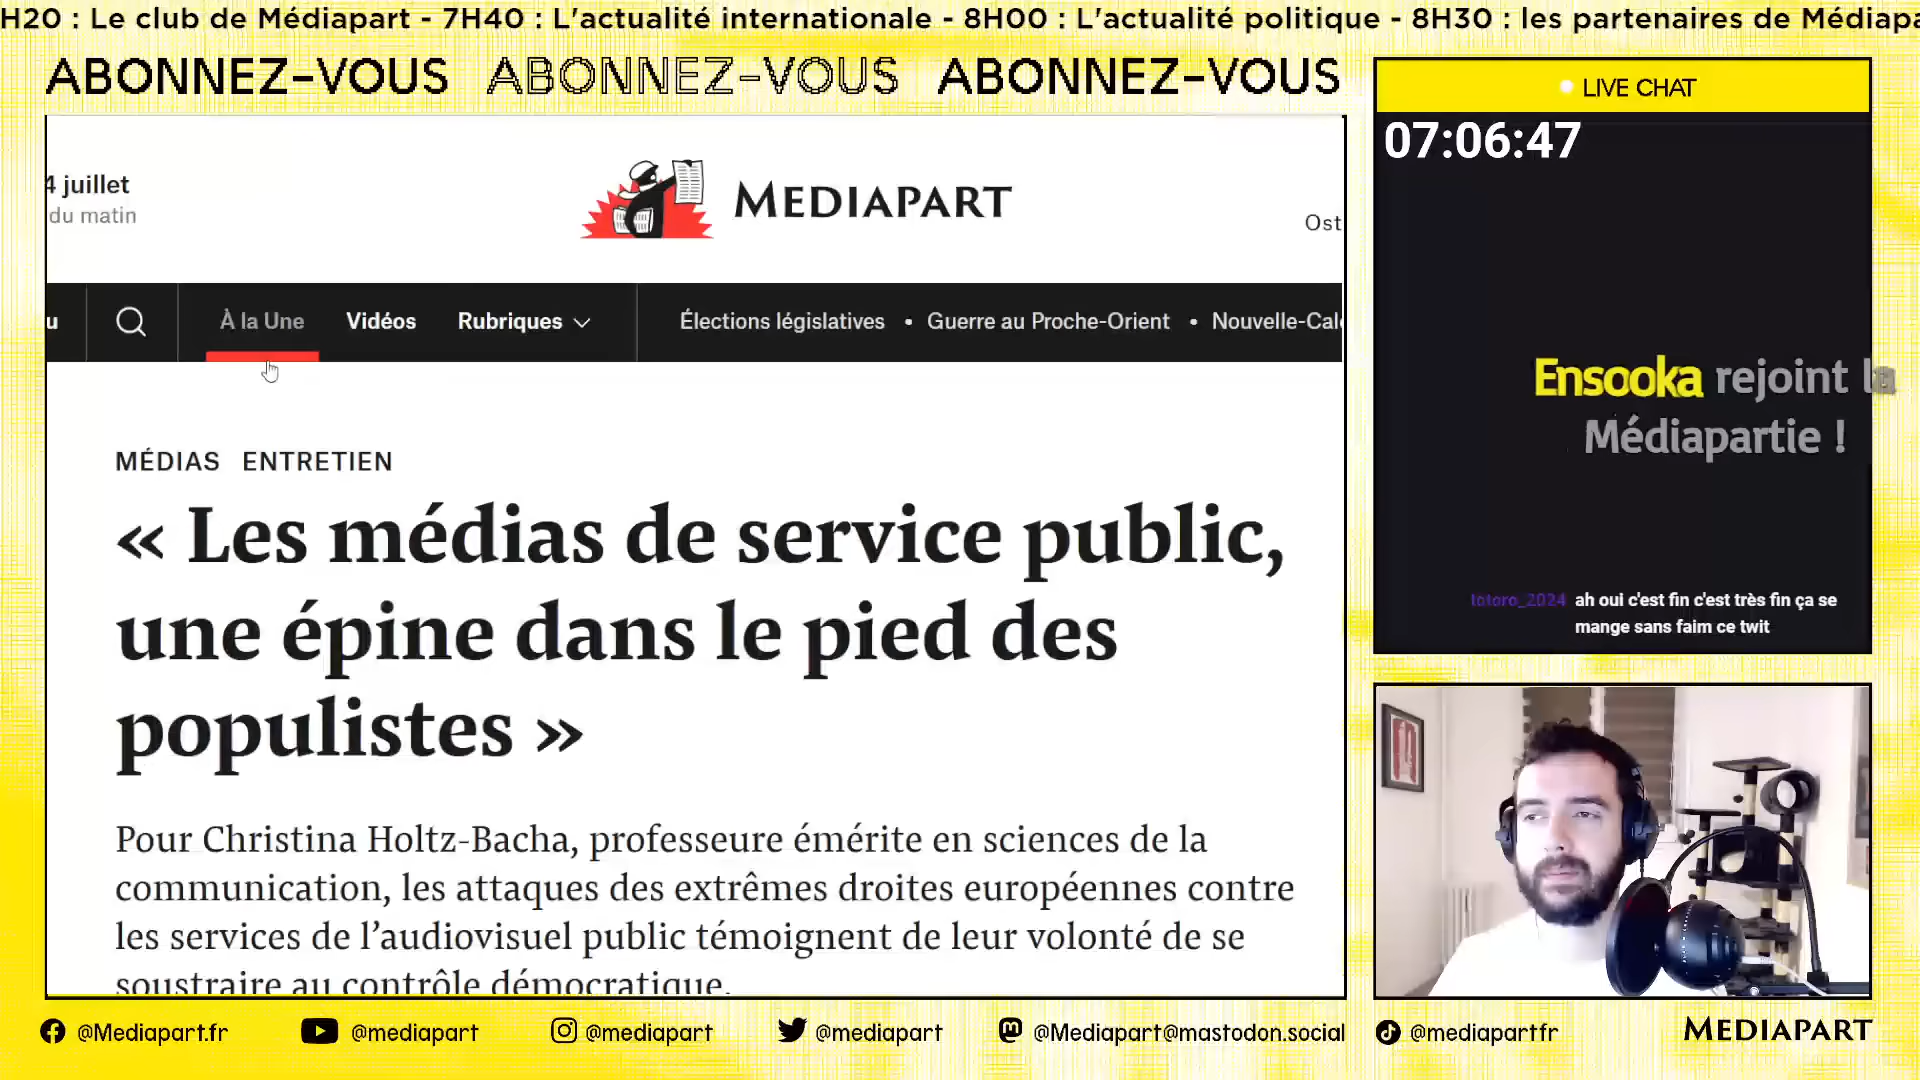 H20 : Le club de Médiapart - 7H40 : L'actualité internationale - 8H00 : L'actualité politique - 8H30 : les partenaires de Médiapa
ABONNEZ-VOUS ABONNEZ-VOUS ABONNEZ-VOUS
4 juillet
du matin
MEDIAPART
Ost
u
À la Une Vidéos Rubriques Élections législatives • Guerre au Proche-Orient • Nouvelle-Cal
MÉDIAS ENTRETIEN
« Les médias de service public,
une épine dans le pied des
populistes »
Pour Christina Holtz-Bacha, professeure émérite en sciences de la
communication, les attaques des extrêmes droites européennes contre
les services de l’audiovisuel public témoignent de leur volonté de se
soustraire au contrôle démocratique.
LIVE CHAT
07:06:47
Ensooka rejoint la
Médiapartie !
totoro_2024 ah oui c'est fin c'est très fin ça se
mange sans faim ce twit
@Mediapart.fr @mediapart @mediapart @mediapart @Mediapart@mastodon.social @mediapartfr MEDIAPART